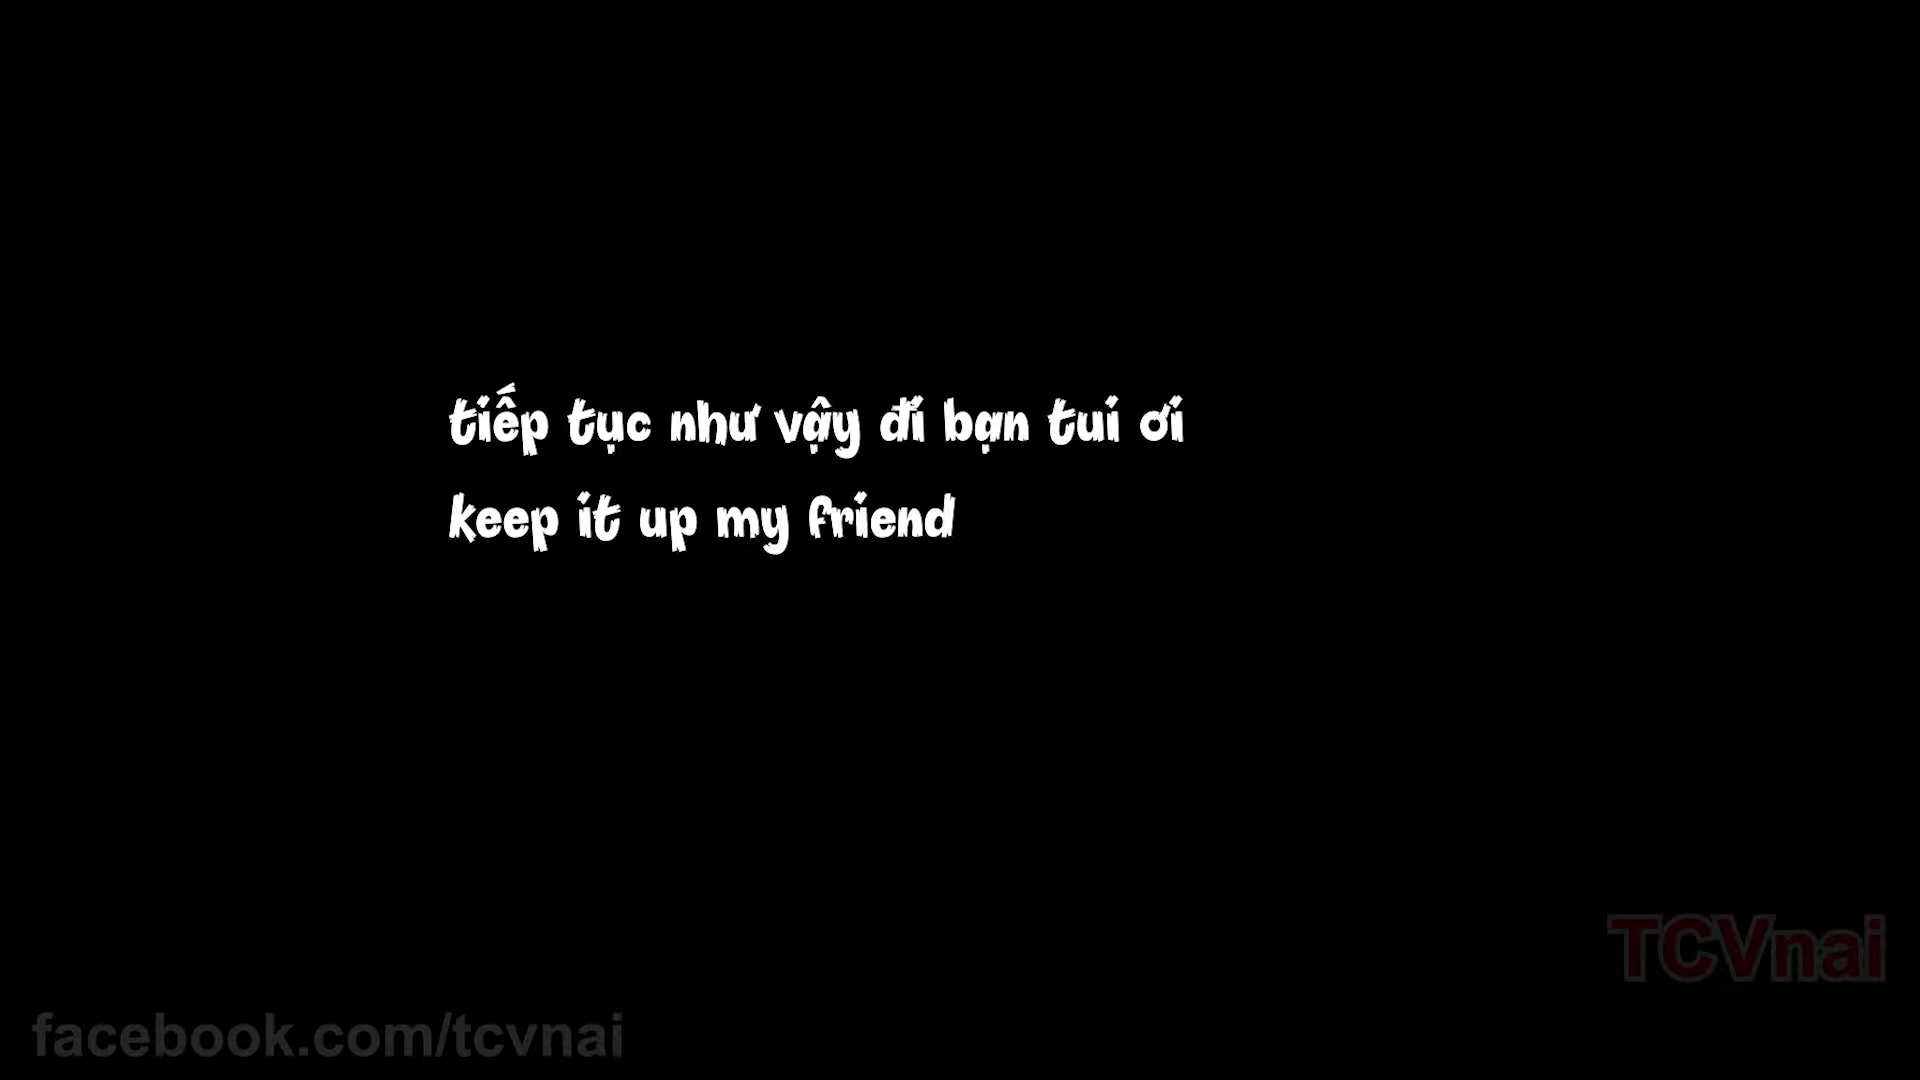 tiếp tục như vậy đi bạn tui ơi
keep it up my friend
TCVnai
facebook.com/tcvnai